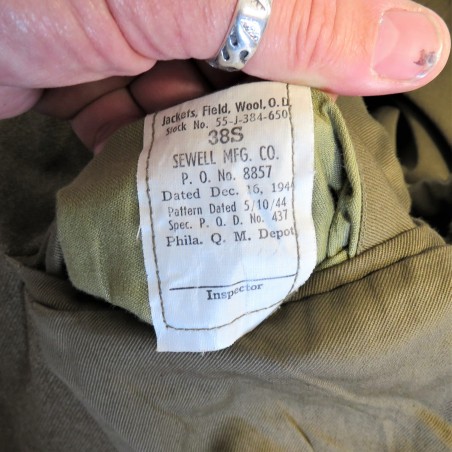 Jackets, Field, Wool, O.D.
Stock No. 55-J-384-650
38S
SEWELL MFG. CO.
P. O. No. 8857
Dated Dec. 16, 194
Pattern Dated 5/10/44
Spec. P. Q. D. No. 437
Phila. Q. M. Depot
Inspector